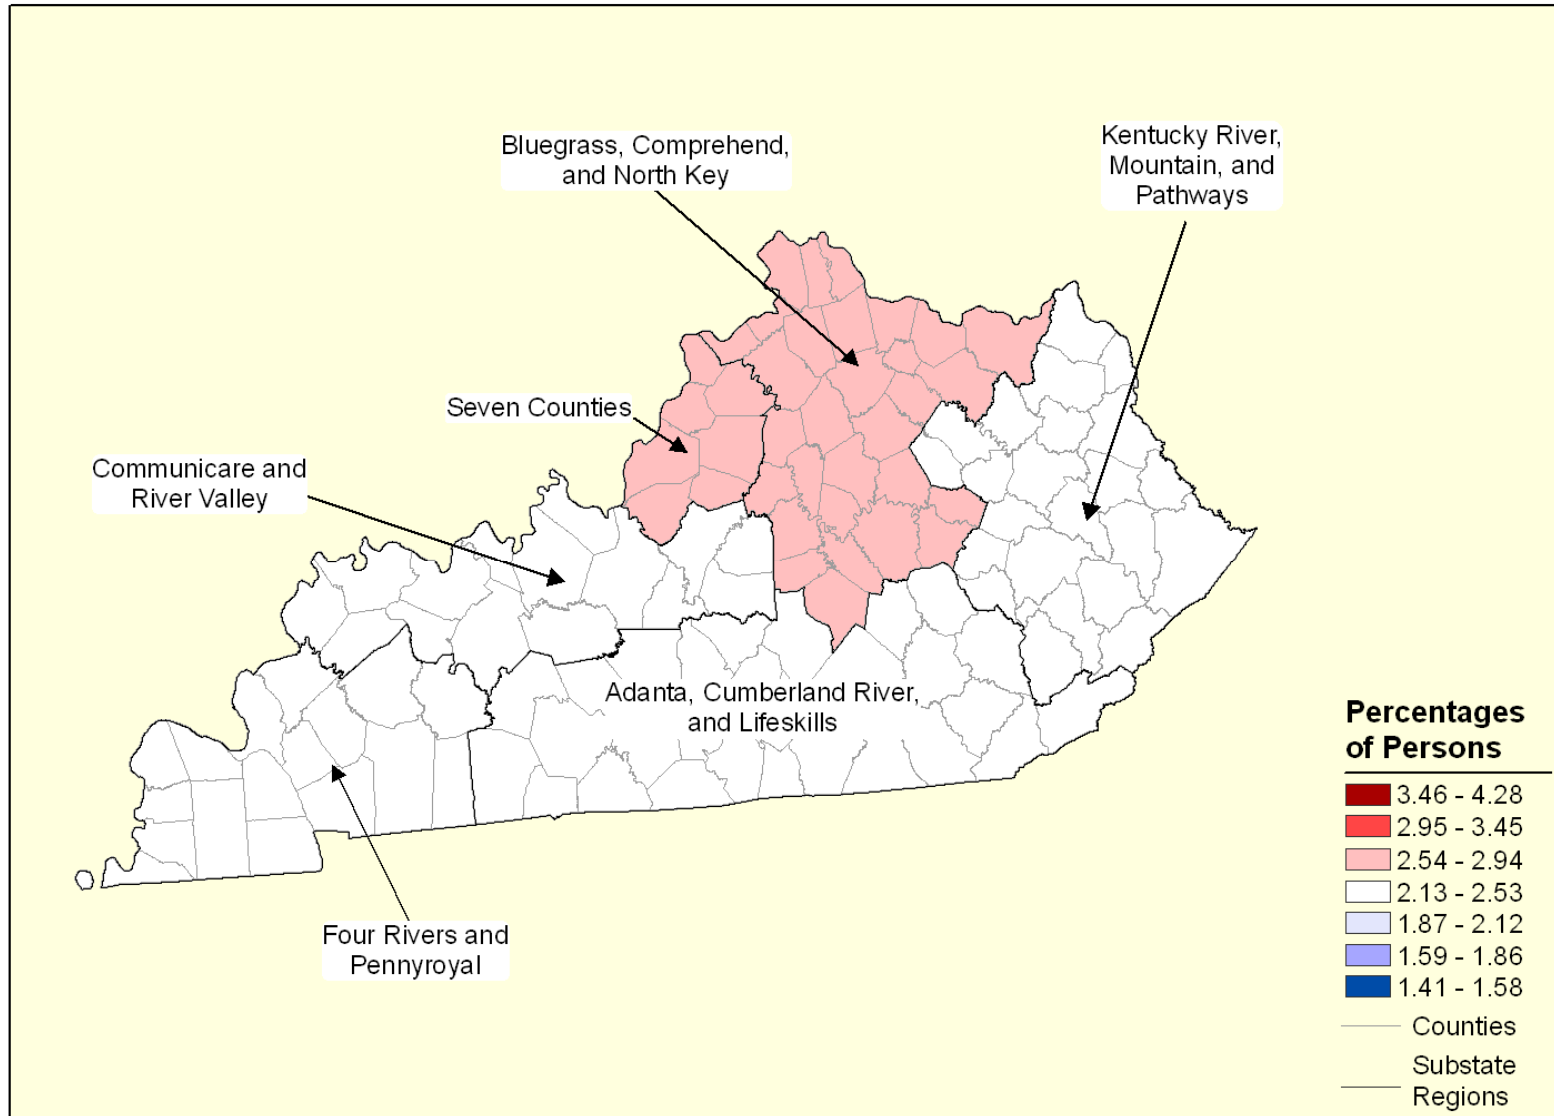 Bluegrass, Comprehend,
and North Key
Kentucky River,
Mountain, and
Pathways
Seven Counties
Communicare and
River Valley
Adanta, Cumberland River,
and Lifeskills
Four Rivers and
Pennyroyal
Percentages
of Persons
3.46 - 4.28
2.95 - 3.45
2.54 - 2.94
2.13 - 2.53
1.87 - 2.12
1.59 - 1.86
1.41 - 1.58
Counties
Substate
Regions